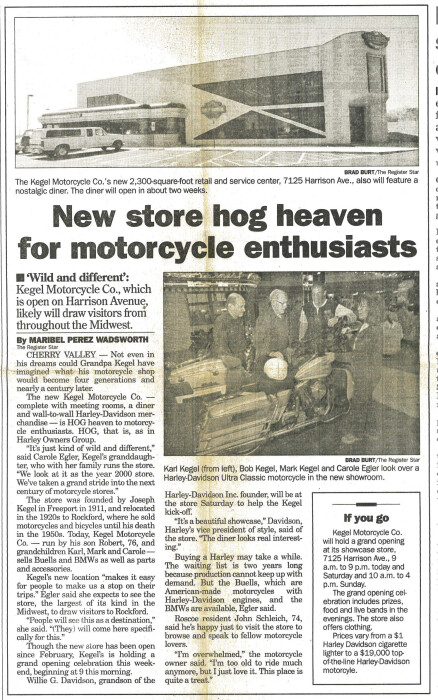 BRAD BURT/The Register Star
The Kegel Motorcycle Co.'s new 2,300-square-foot retail and service center, 7125 Harrison Ave., also will feature a
nostalgic diner. The diner will open in about two weeks.
New store hog heaven
for motorcycle enthusiasts
■ 'Wild and different':
Kegel Motorcycle Co., which
is open on Harrison Avenue,
likely will draw visitors from
throughout the Midwest.
By MARIBEL PEREZ WADSWORTH
The Register Star
CHERRY VALLEY — Not even in
his dreams could Grandpa Kegel have
imagined what his motorcycle shop
would become four generations and
nearly a century later.
The new Kegel Motorcycle Co. —
complete with meeting rooms, a diner
and wall-to-wall Harley-Davidson mer-
chandise — is HOG heaven to motorcy-
cle enthusiasts. HOG, that is, as in
Harley Owners Group.
"It's just kind of wild and different,"
said Carole Egler, Kegel's granddaugh-
ter, who with her family runs the store.
"We look at it as the year 2000 store.
We've taken a grand stride into the next
century of motorcycle stores."
The store was founded by Joseph
Kegel in Freeport in 1911, and relocated
in the 1920s to Rockford, where he sold
motorcycles and bicycles until his death
in the 1950s. Today, Kegel Motorcycle
Co. — run by his son Robert, 76, and
grandchildren Karl, Mark and Carole —
sells Buells and BMWs as well as parts
and accessories.
Kegel's new location "makes it easy
for people to make us a stop on their
trips." Egler said she expects to see the
store, the largest of its kind in the
Midwest, to draw visitors to Rockford.
"People will see this as a destination,"
she said. "(They) will come here specifi-
cally for this."
Though the new store has been open
since February, Kegel's is holding a
grand opening celebration this week-
end, beginning at 9 this morning.
Willie G. Davidson, grandson of the
BRAD BURT/The Register Star
Karl Kegel (from left), Bob Kegel, Mark Kegel and Carole Egler look over a
Harley-Davidson Ultra Classic motorcycle in the new showroom.
Harley-Davidson Inc. founder, will be at
the store Saturday to help the Kegel
kick-off.
"It's a beautiful showcase," Davidson,
Harley's vice president of style, said of
the store. "The diner looks real interest-
ing."
Buying a Harley may take a while.
The waiting list is two years long
because production cannot keep up with
demand. But the Buells, which are
American-made motorcycles with
Harley-Davidson engines, and the
BMWs are available, Egler said.
Roscoe resident John Schleich, 74,
said he's happy just to visit the store to
browse and speak to fellow motorcycle
lovers.
"I'm overwhelmed," the motorcycle
owner said. "I'm too old to ride much
anymore, but I just love it. This place is
quite a treat."
If you go
Kegel Motorcycle Co.
will hold a grand opening
at its showcase store,
7125 Harrison Ave., 9
a.m. to 9 p.m. today and
Saturday and 10 a.m. to 4
p.m. Sunday.
The grand opening cel-
ebration includes prizes,
food and live bands in the
evenings. The store also
offers clothing.
Prices vary from a $1
Harley Davidson cigarette
lighter to a $19,000 top-
of-the-line Harley-Davidson
motorcyle.